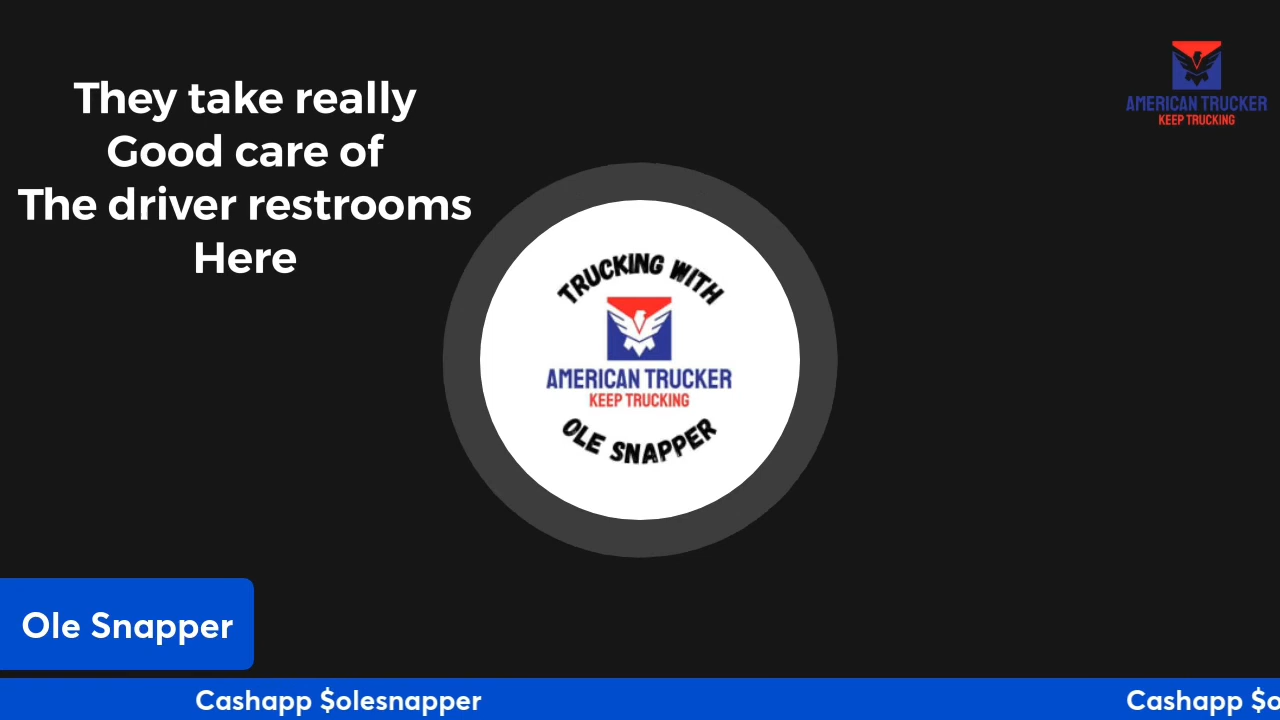 They take really
Good care of
The driver restrooms
Here
AMERICAN TRUCKER
KEEP TRUCKING
TRUCKING WITH
AMERICAN TRUCKER
KEEP TRUCKING
OLE SNAPPER
Ole Snapper
Cashapp $olesnapper
Cashapp $o